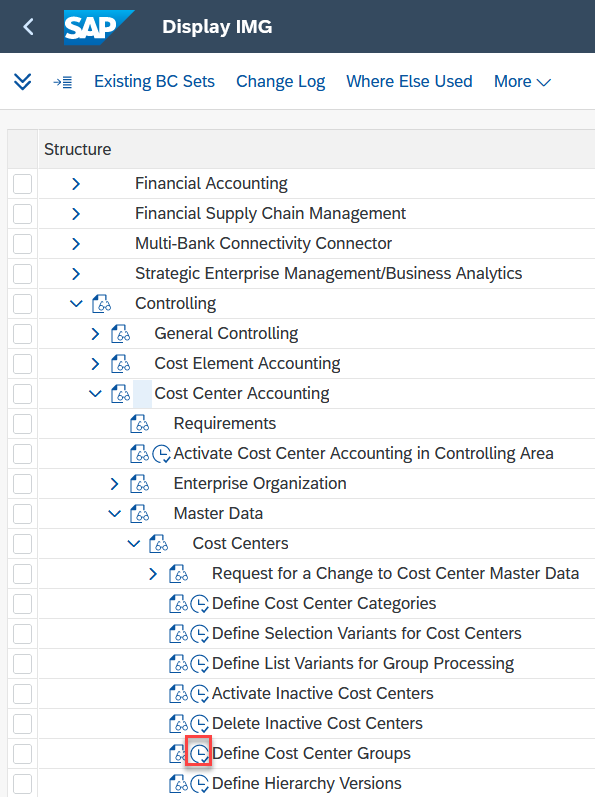 SAP Display IMG
Existing BC Sets Change Log Where Else Used More
Structure
Financial Accounting
Financial Supply Chain Management
Multi-Bank Connectivity Connector
Strategic Enterprise Management/Business Analytics
Controlling
General Controlling
Cost Element Accounting
Cost Center Accounting
Requirements
Activate Cost Center Accounting in Controlling Area
Enterprise Organization
Master Data
Cost Centers
Request for a Change to Cost Center Master Data
Define Cost Center Categories
Define Selection Variants for Cost Centers
Define List Variants for Group Processing
Activate Inactive Cost Centers
Delete Inactive Cost Centers
Define Cost Center Groups
Define Hierarchy Versions